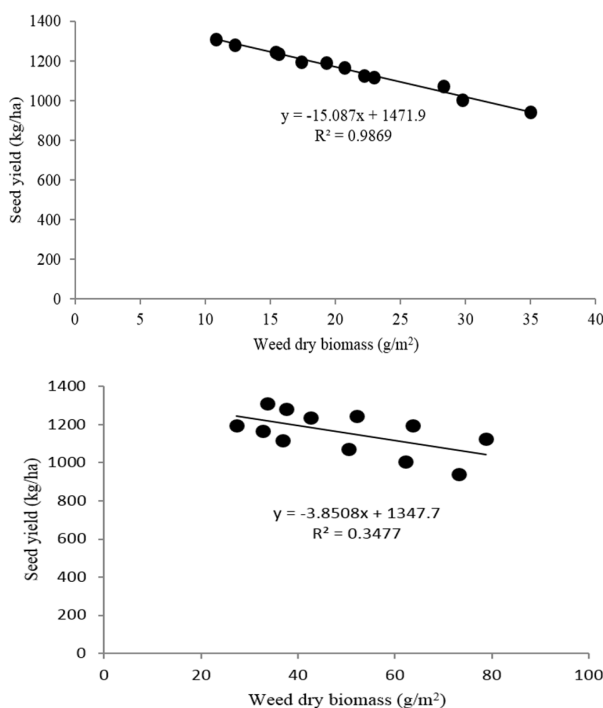 1400
1200
1000
800
600
400
200
0
Seed yield (kg/ha)
y = -15.087x + 1471.9
R² = 0.9869
0 5 10 15 20 25 30 35 40
Weed dry biomass (g/m²)
1400
1200
1000
800
600
400
200
0
Seed yield (kg/ha)
y = -3.8508x + 1347.7
R² = 0.3477
0 20 40 60 80 100
Weed dry biomass (g/m²)